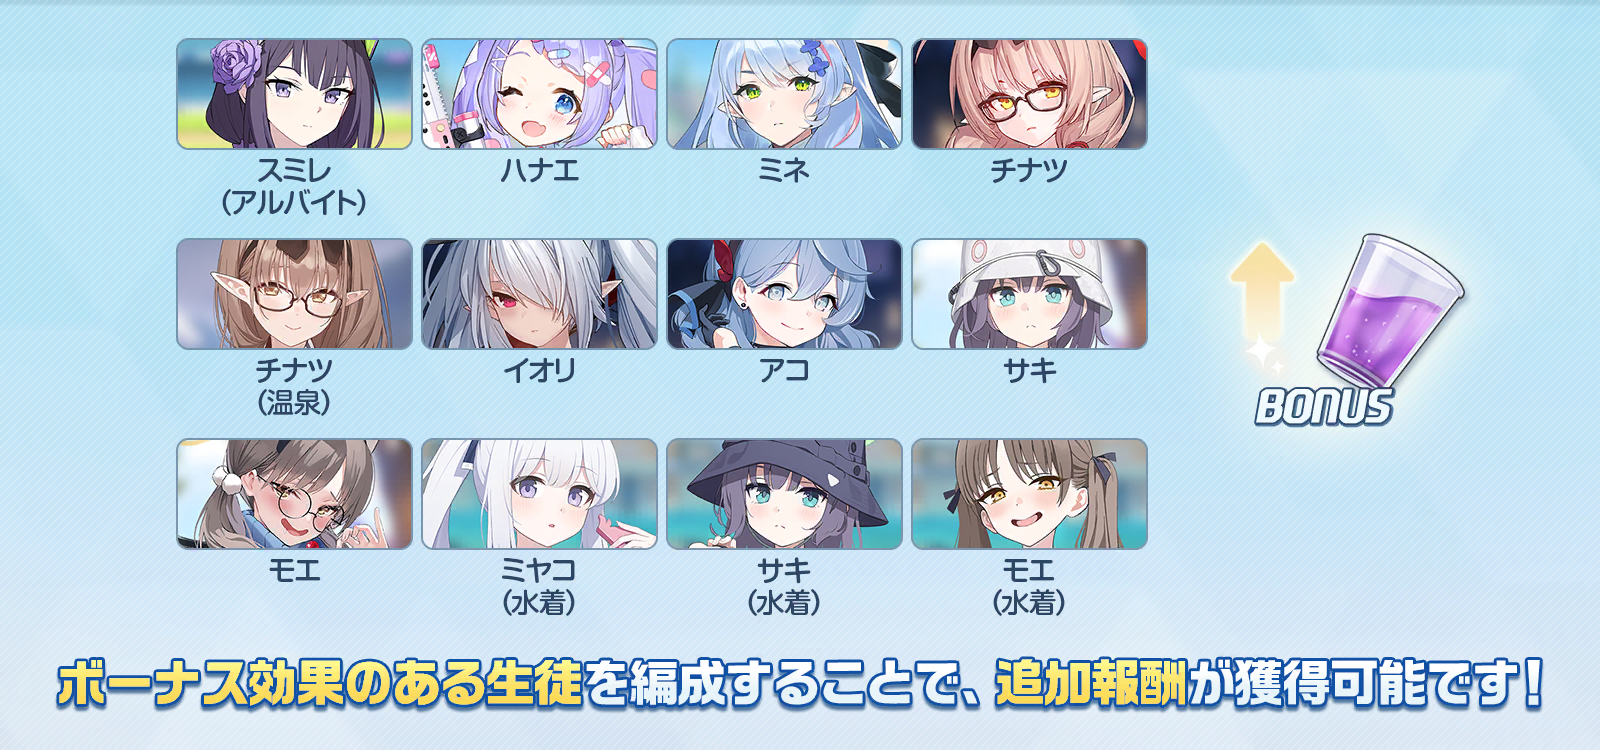 スミレ
(アルバイト)
ハナエ
ミネ
チナツ
チナツ
(温泉)
イオリ
アコ
サキ
モエ
ミヤコ
(水着)
サキ
(水着)
モエ
(水着)
BONUS
ボーナス効果のある生徒を編成することで、追加報酬が獲得可能です!